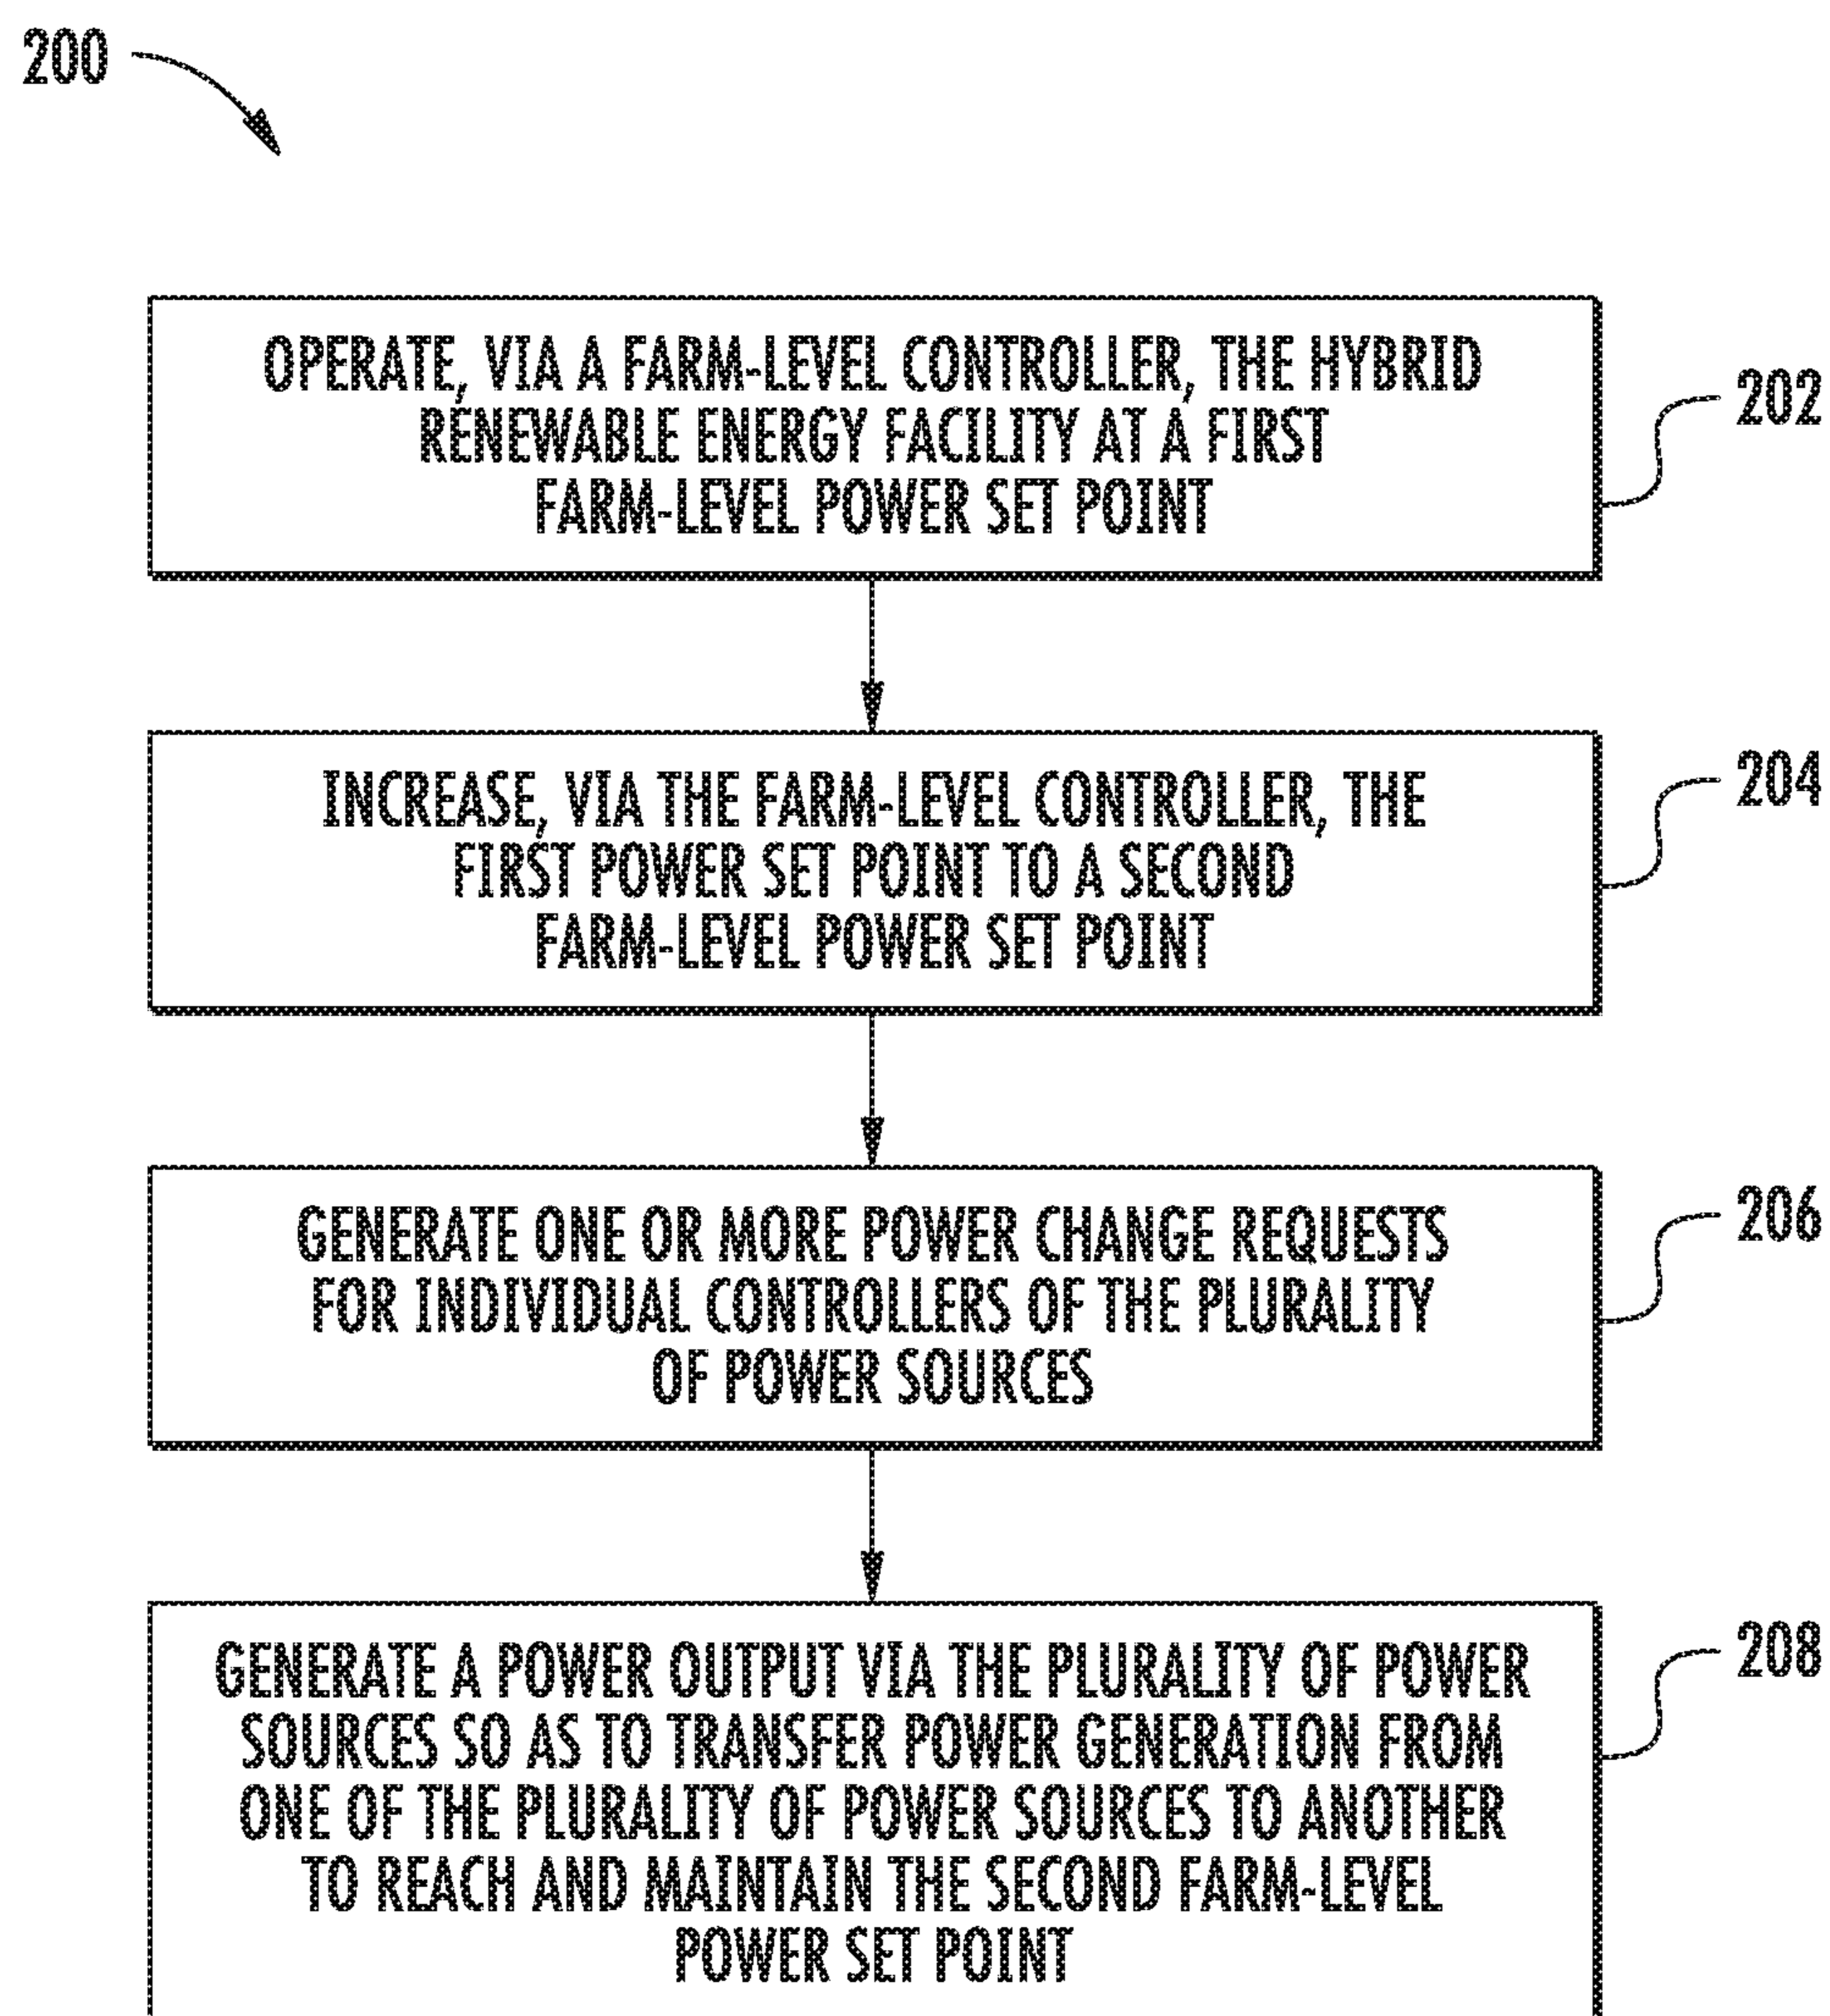 200
OPERATE, VIA A FARM-LEVEL CONTROLLER, THE HYBRID
RENEWABLE ENERGY FACILITY AT A FIRST
FARM-LEVEL POWER SET POINT
202
INCREASE, VIA THE FARM-LEVEL CONTROLLER, THE
FIRST POWER SET POINT TO A SECOND
FARM-LEVEL POWER SET POINT
204
GENERATE ONE OR MORE POWER CHANGE REQUESTS
FOR INDIVIDUAL CONTROLLERS OF THE PLURALITY
OF POWER SOURCES
206
GENERATE A POWER OUTPUT VIA THE PLURALITY OF POWER
SOURCES SO AS TO TRANSFER POWER GENERATION FROM
ONE OF THE PLURALITY OF POWER SOURCES TO ANOTHER
TO REACH AND MAINTAIN THE SECOND FARM-LEVEL
POWER SET POINT
208